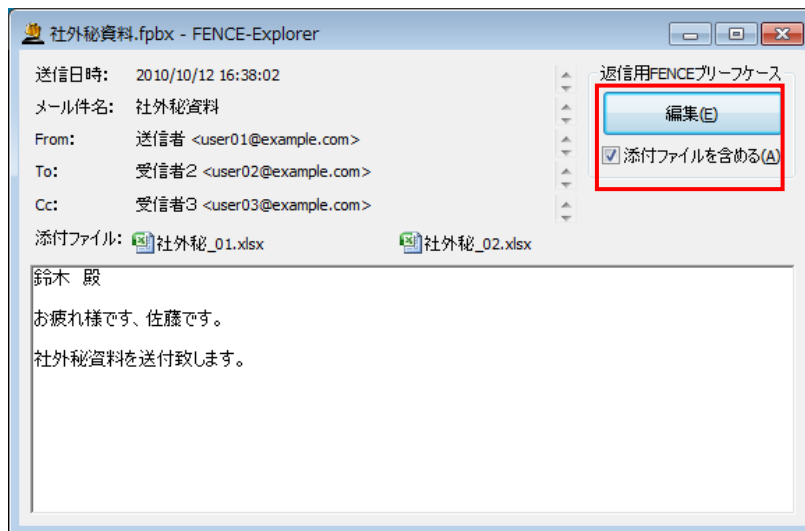 社外秘資料.fpbx - FENCE-Explorer
送信日時: 2010/10/12 16:38:02
返信用FENCEブリーフケース
メール件名: 社外秘資料
編集(E)
From: 送信者 <user01@example.com>
添付ファイルを含める(A)
To: 受信者2 <user02@example.com>
Cc: 受信者3 <user03@example.com>
添付ファイル: 社外秘_01.xlsx 社外秘_02.xlsx
鈴木 殿
お疲れ様です、佐藤です。
社外秘資料を送付致します。